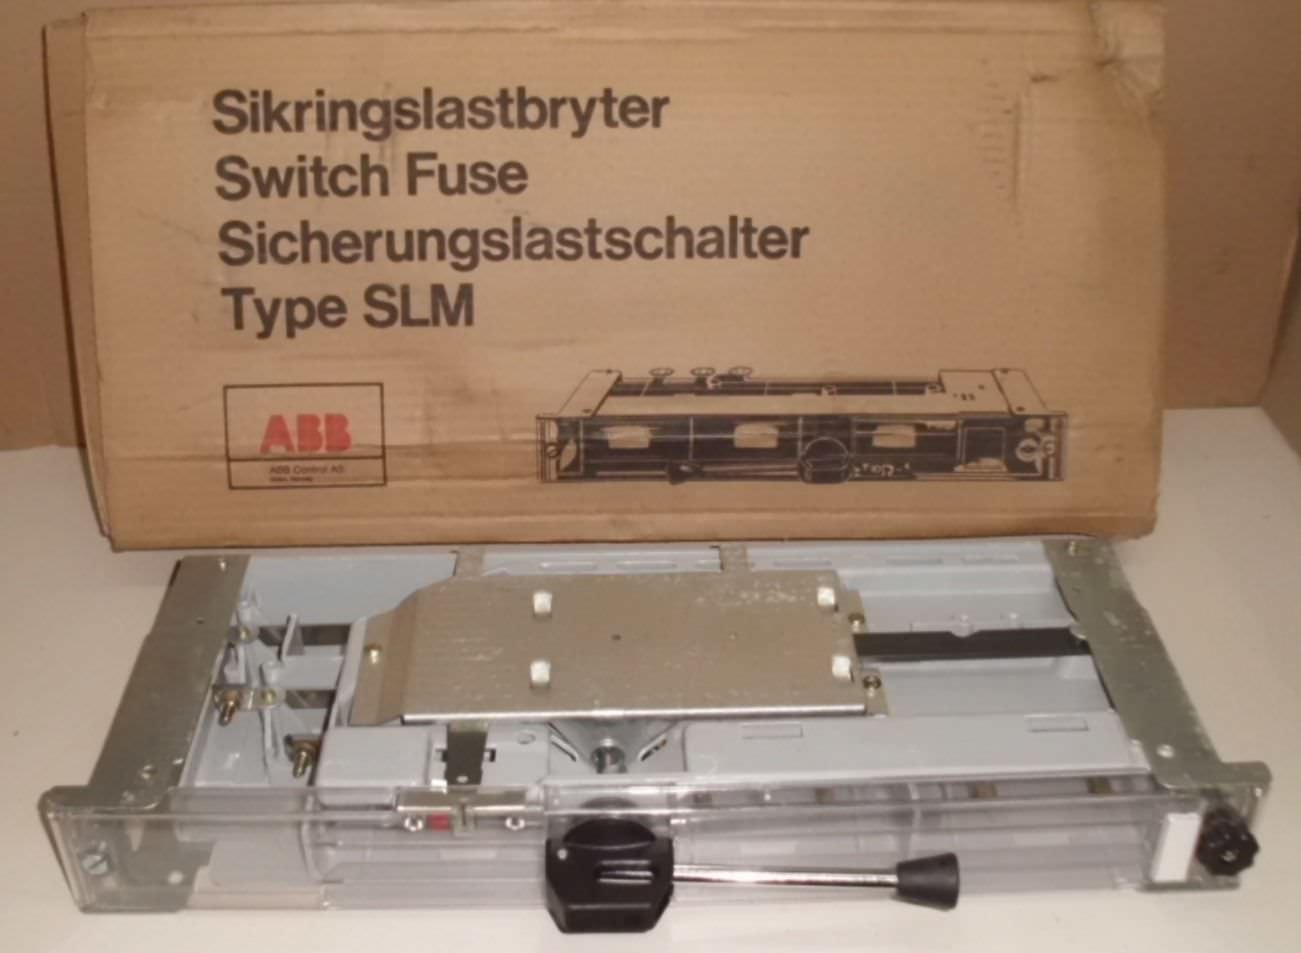 Sikringslastbryter
Switch Fuse
Sicherungslastschalter
Type SLM
ABB
ABB Control AS